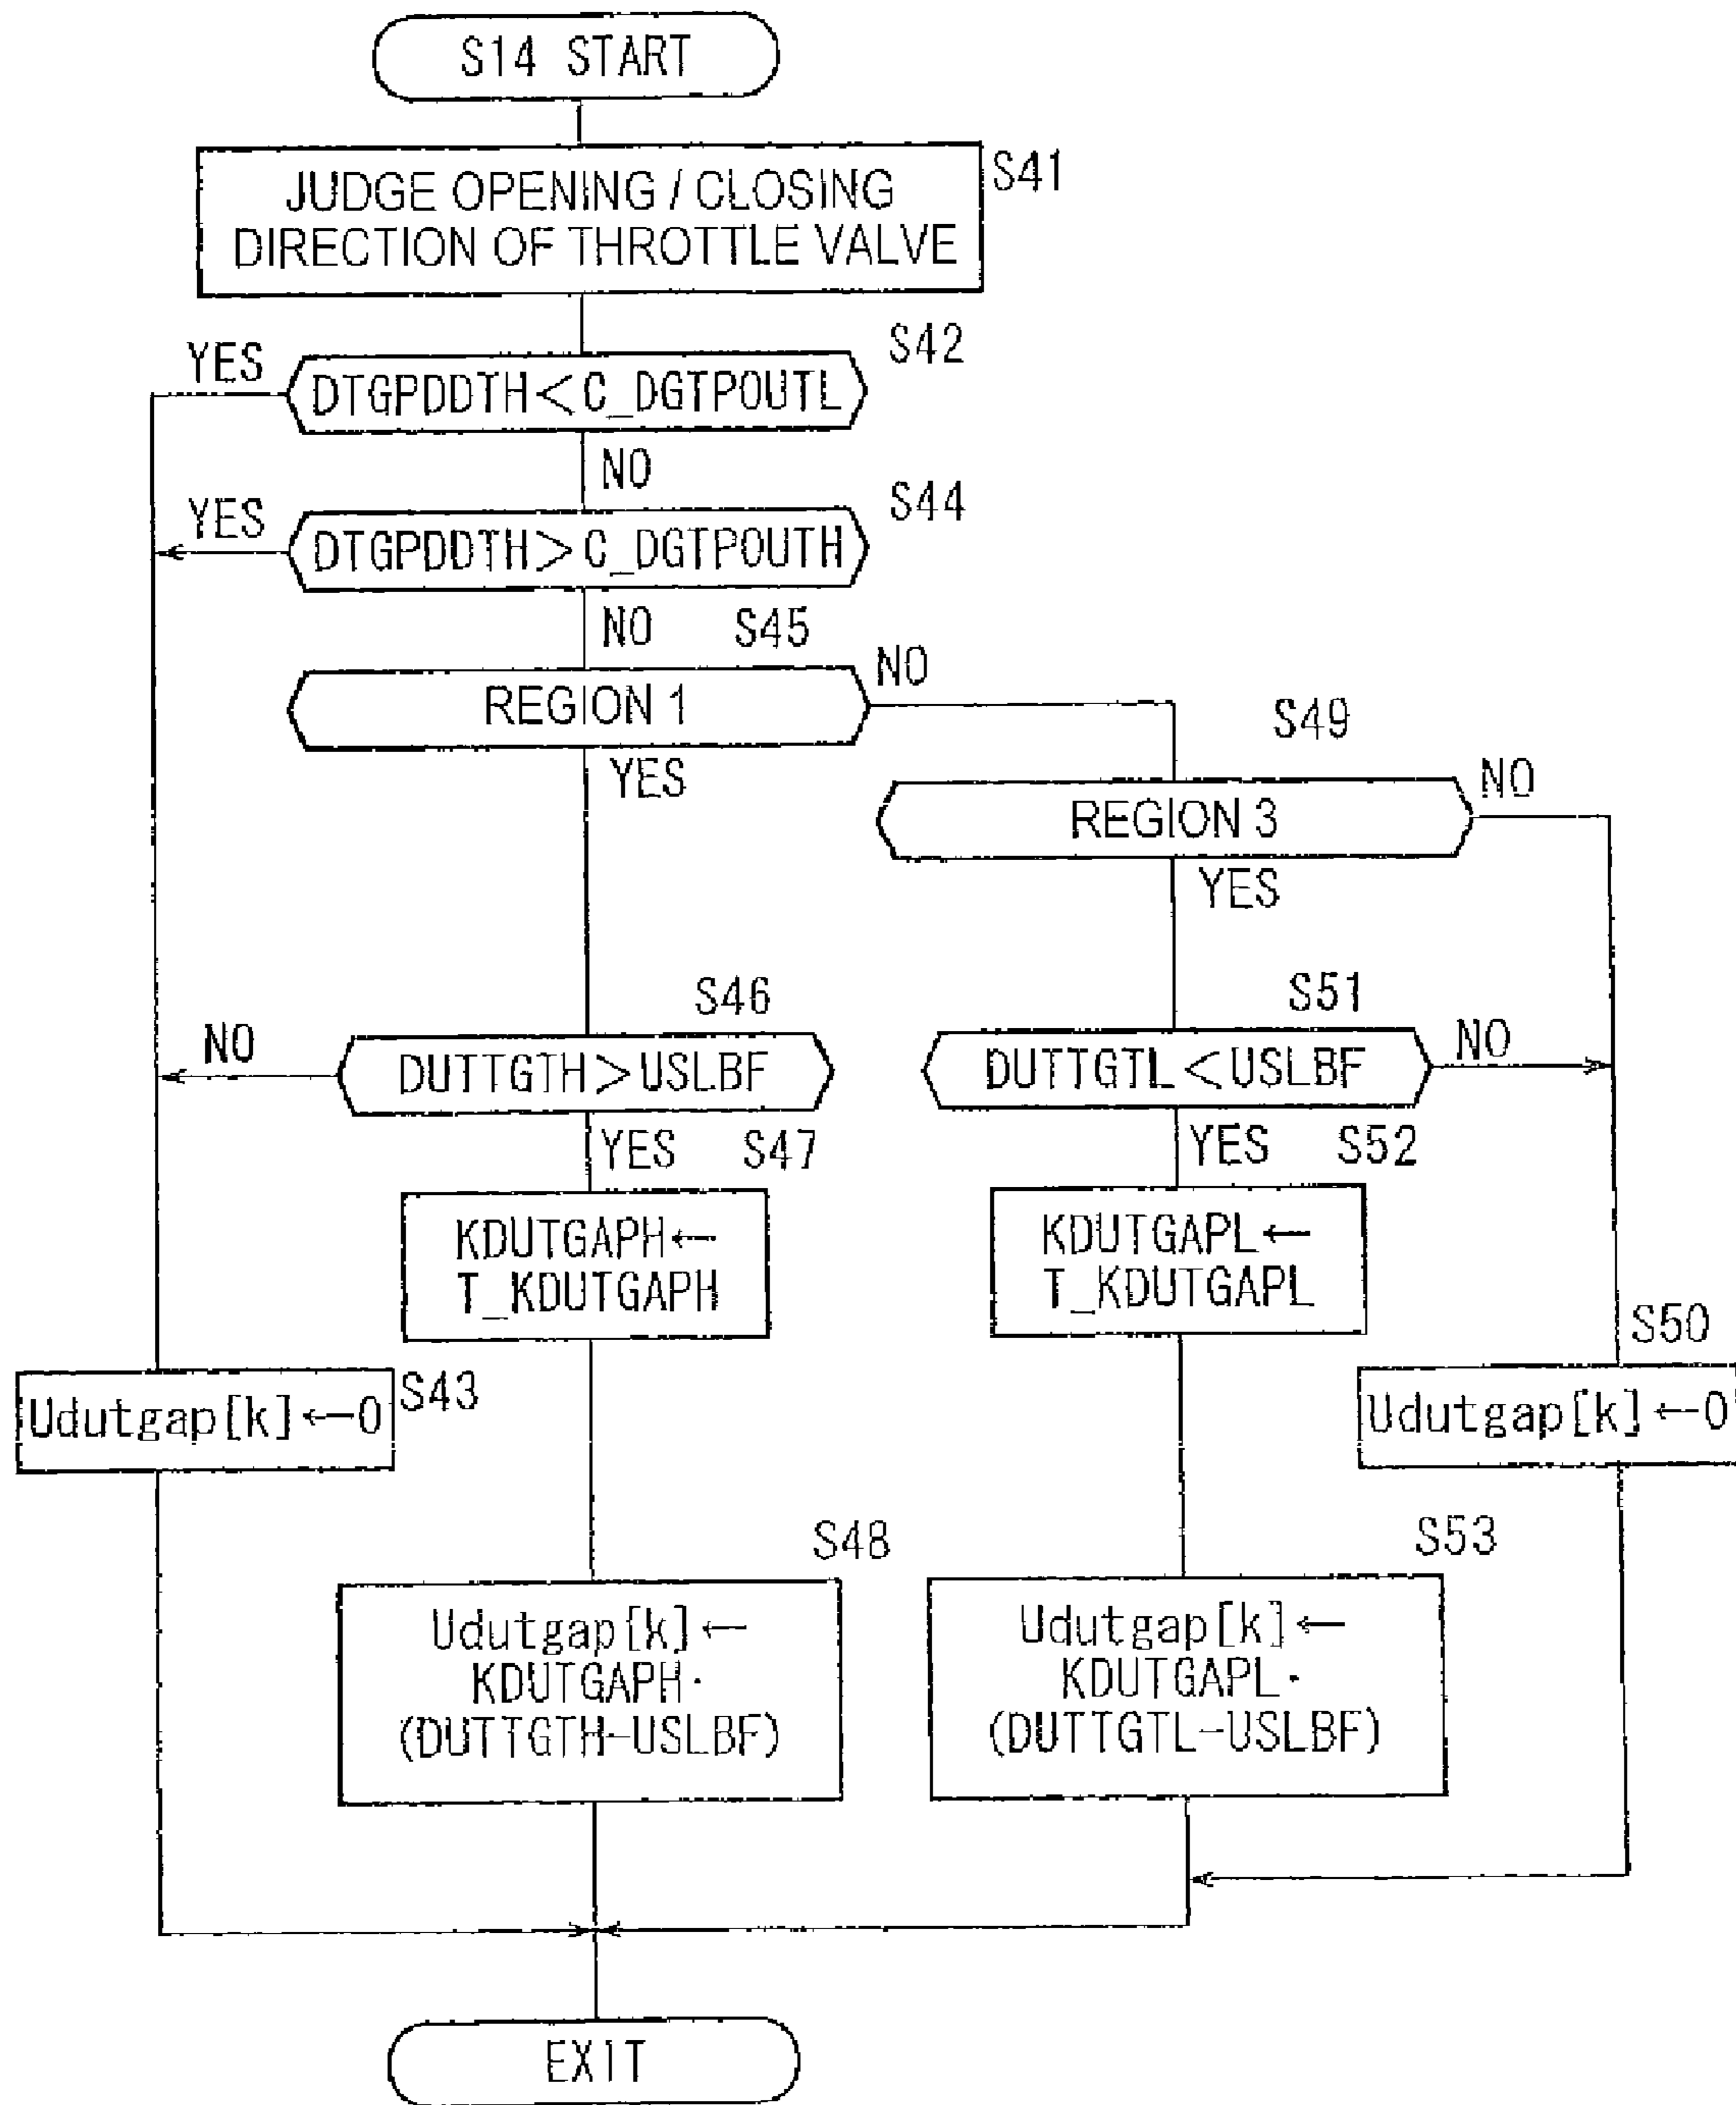 S14 START
JUDGE OPENING / CLOSING
DIRECTION OF THROTTLE VALVE
S41
S42
YES
DTGPDDTH<C_DGTPOUTL
NO
S44
YES
DTGPDDTH>C_DGTPOUTH
NO
S45
REGION 1
NO
YES
S49
REGION 3
NO
YES
S46
NO
DUTTGTH>USLBF
YES
S51
DUTTGTL<USLBF
NO
YES
S47
KDUTGAPH←
T_KDUTGAPH
S52
KDUTGAPL←
T_KDUTGAPL
S43
Udutgap[k]←0
S50
Udutgap[k]←0
S48
Udutgap[k]←
KDUTGAPH·
(DUTTGTH-USLBF)
S53
Udutgap[k]←
KDUTGAPL·
(DUTTGTL-USLBF)
EXIT